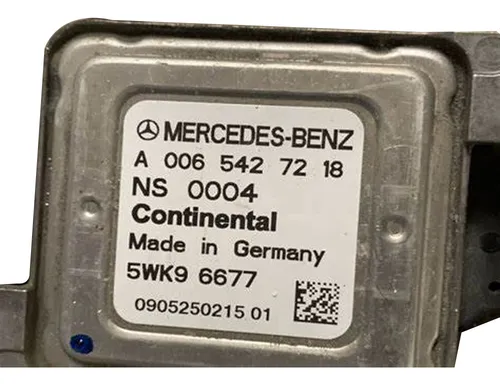 MERCEDES-BENZ
A 006 542 72 18
NS 0004
Continental
Made in Germany
5WK9 6677
0905250215 01